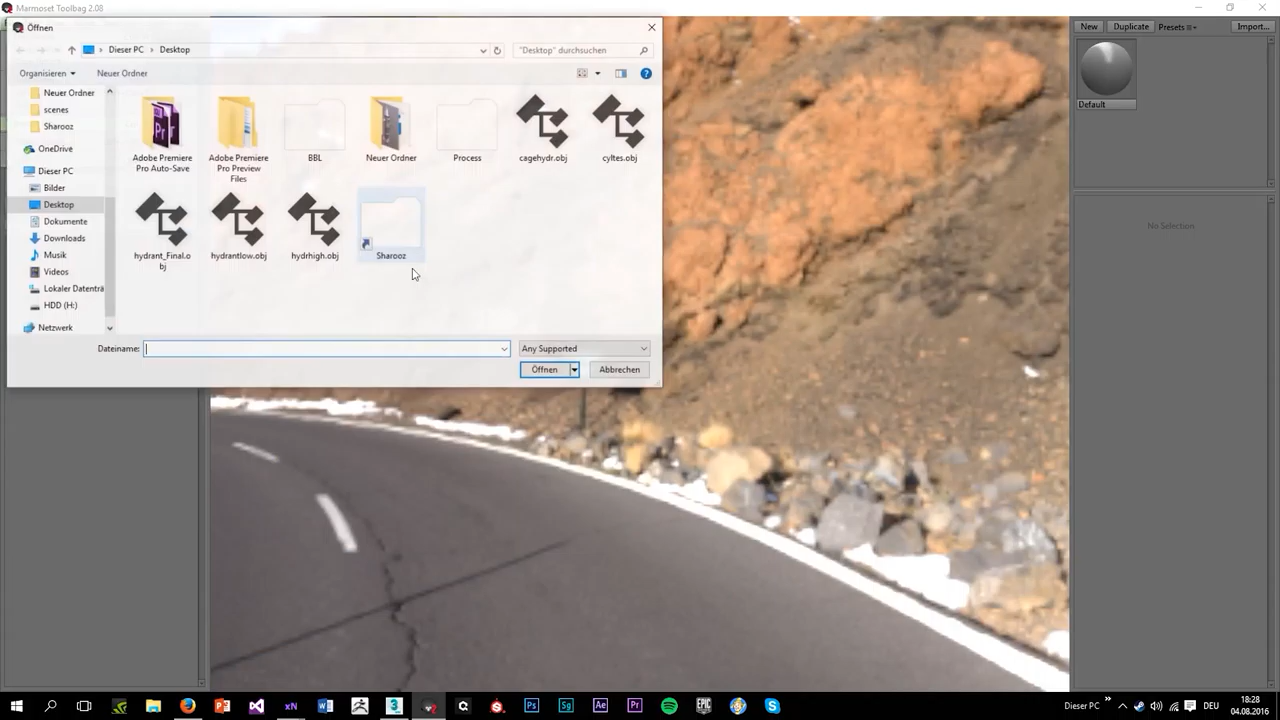 Marmoset Toolbag 2.08
Öffnen
Dieser PC
Desktop
"Desktop" durchsuchen
Organisieren
Neuer Ordner
New
Duplicate
Presets
Import...
Default
No Selection
Neuer Ordner
scenes
Sharooz
OneDrive
Dieser PC
Bilder
Desktop
Dokumente
Downloads
Musik
Videos
Lokaler Datenträ
HDD (H:)
Netzwerk
Adobe Premiere
Pro Auto-Save
Adobe Premiere
Pro Preview
Files
BBL
Neuer Ordner
Process
cagehydr.obj
cyltes.obj
hydrant_Final.o
bj
hydrantlow.obj
hydrhigh.obj
Sharooz
Dateiname:
Any Supported
Öffnen
Abbrechen
Dieser PC
DEU
18:28
04.08.2016